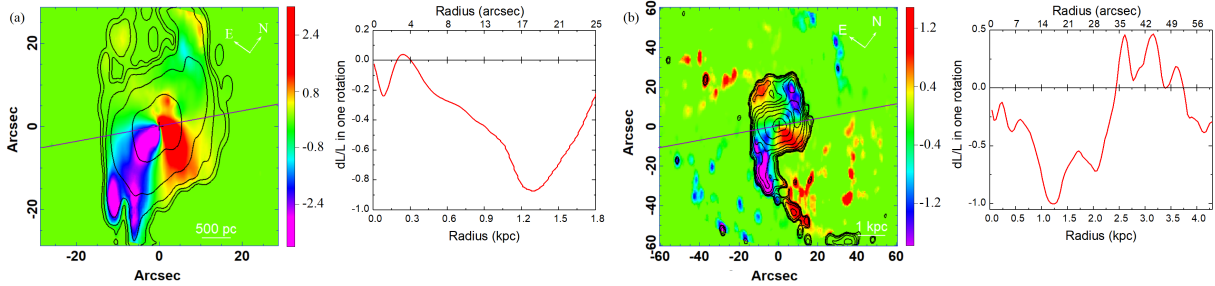 (a)
E
N
20
0
20
Arcsec
500 pc
-20 0 20
Arcsec
2.4
0.8
-0.8
-2.4
Radius (arcsec)
0 4 8 13 17 21 25
0.2
0.0
-0.2
-0.4
-0.6
-0.8
-1.0
dL/L in one rotation
0.0 0.3 0.6 0.9 1.2 1.5 1.8
Radius (kpc)
(b)
E
N
60
40
20
0
20
40
60
Arcsec
1 kpc
-60 -40 -20 0 20 40 60
Arcsec
1.2
0.4
-0.4
-1.2
Radius (arcsec)
0 7 14 21 28 35 42 49 56
0.5
0.0
-0.5
-1.0
dL/L in one rotation
0.0 0.5 1.0 1.5 2.0 2.5 3.0 3.5 4.0
Radius (kpc)